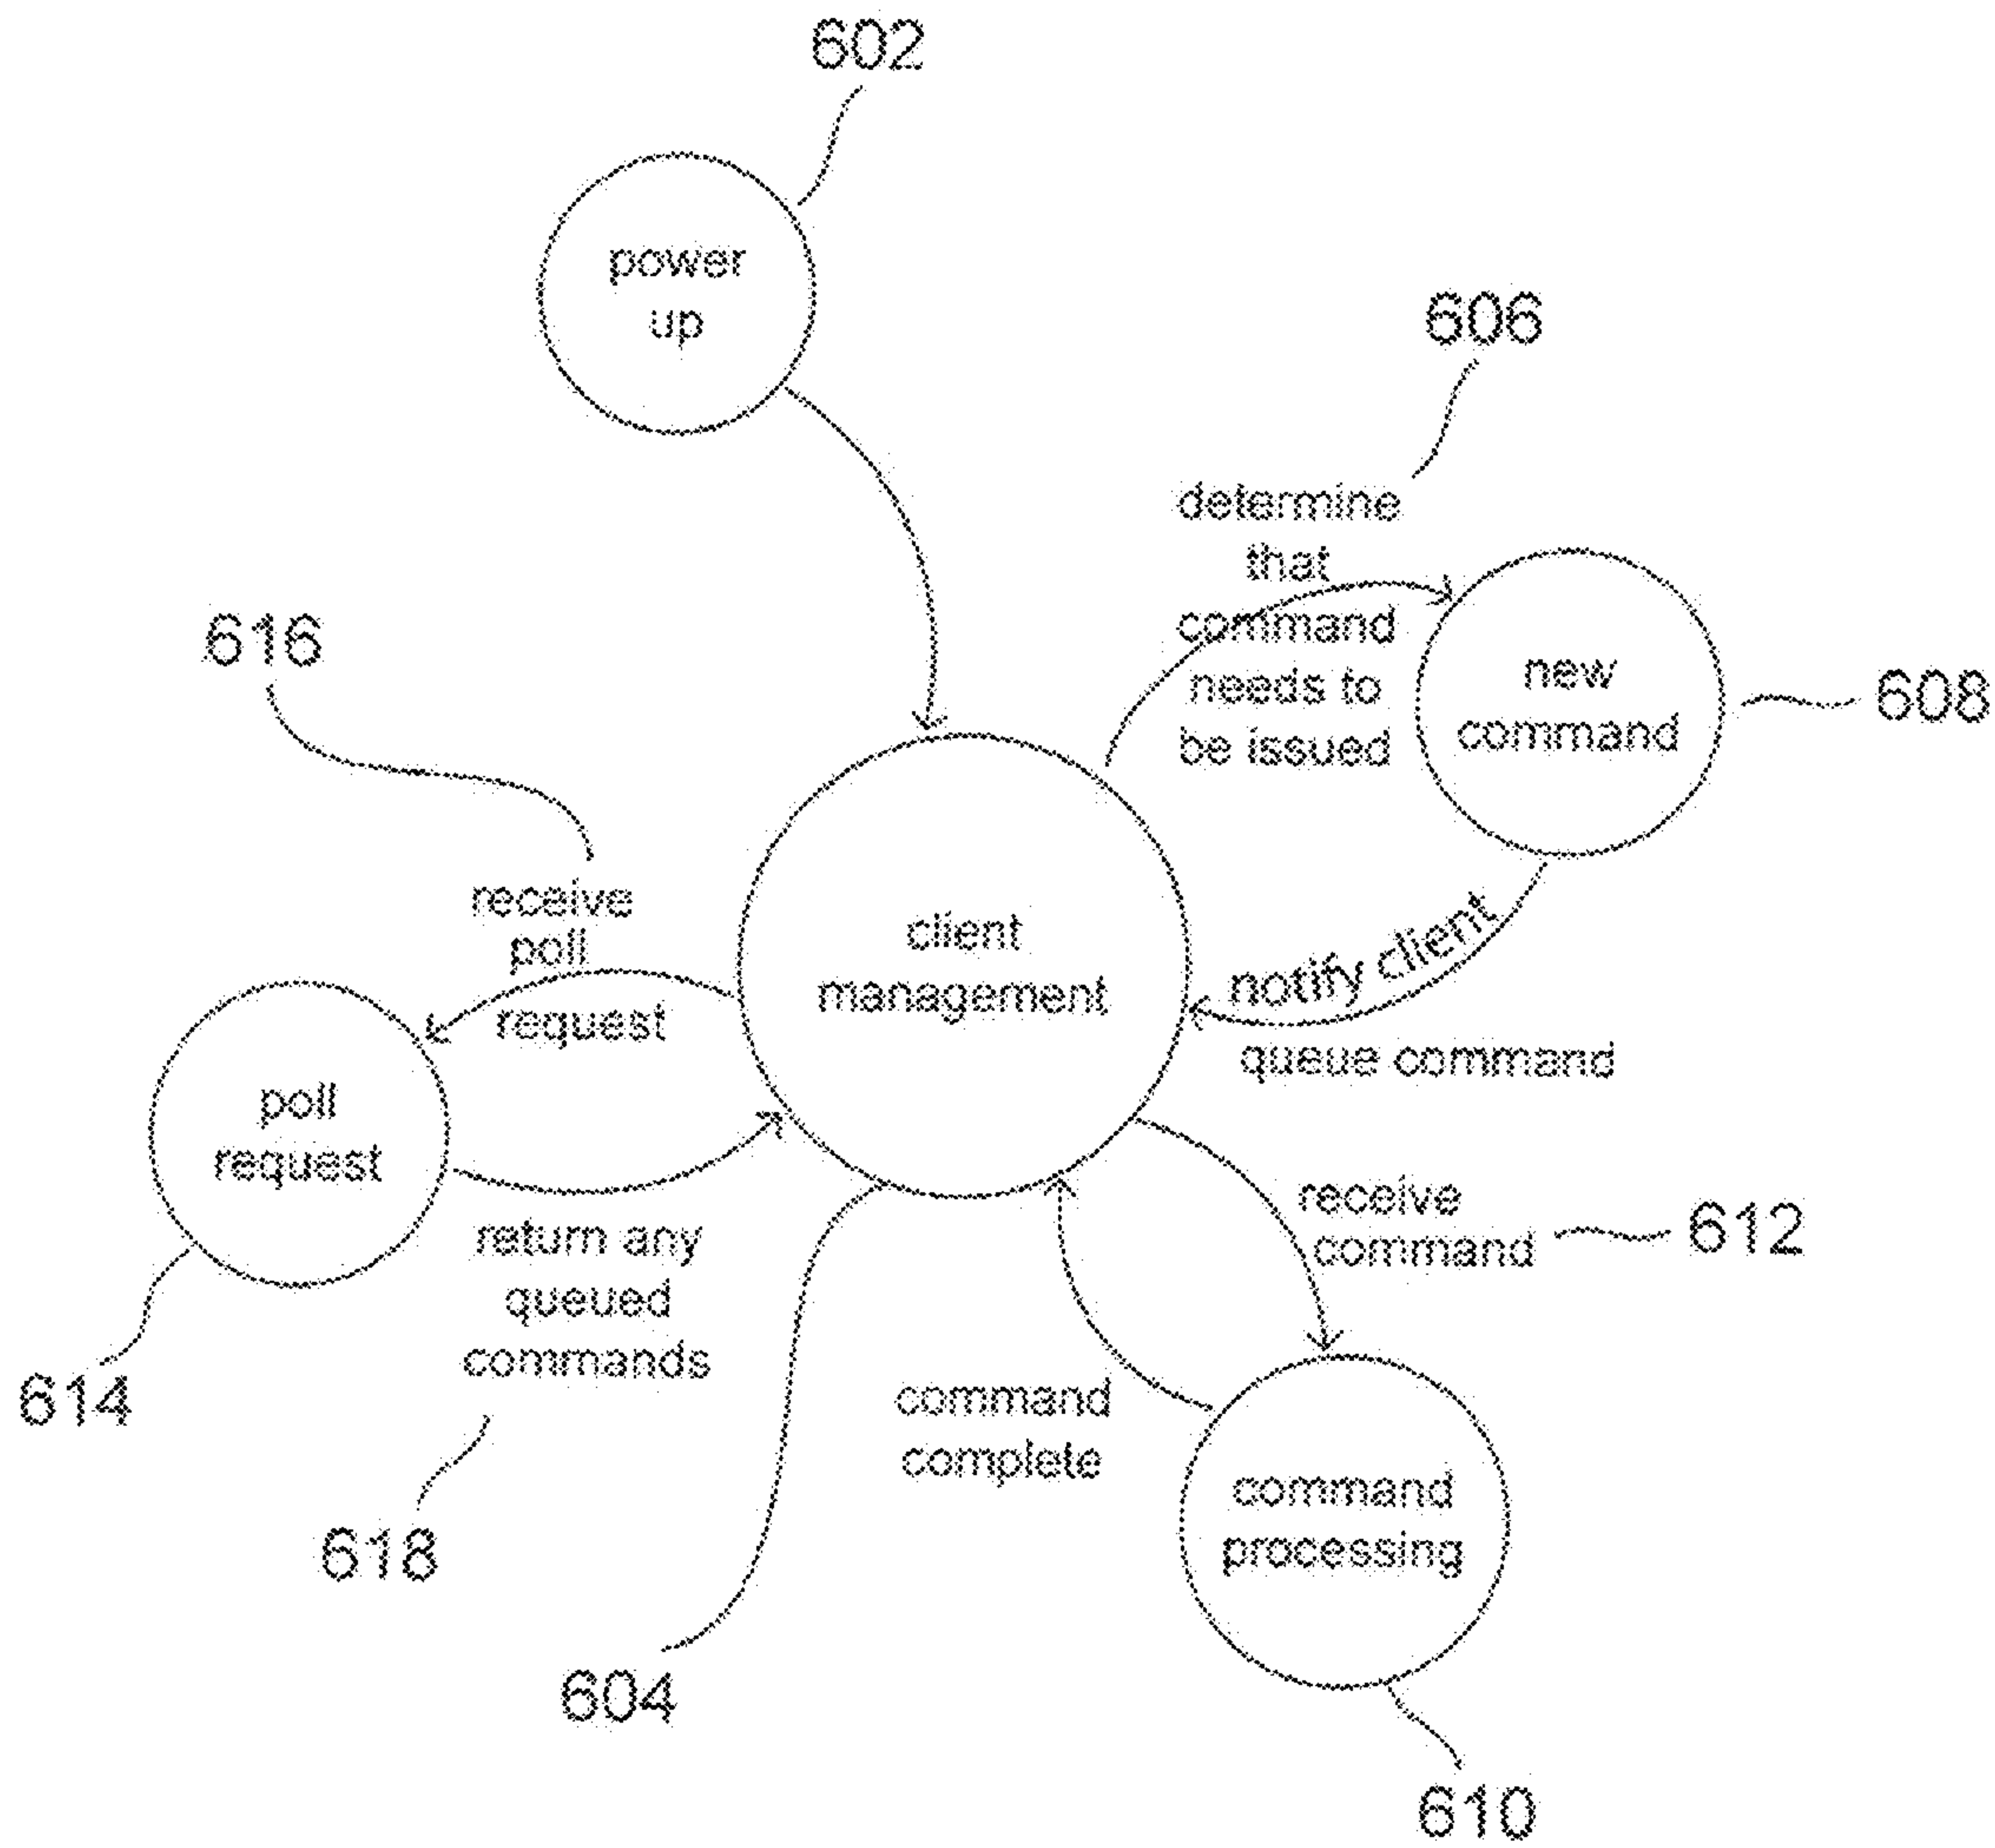 602
power
up
606
determine
that
command
needs to
be issued
new
command
608
616
receive
poll
request
client
management
notify client
queue command
poll
request
return any
queued
commands
receive
command
612
614
618
command
complete
command
processing
604
610